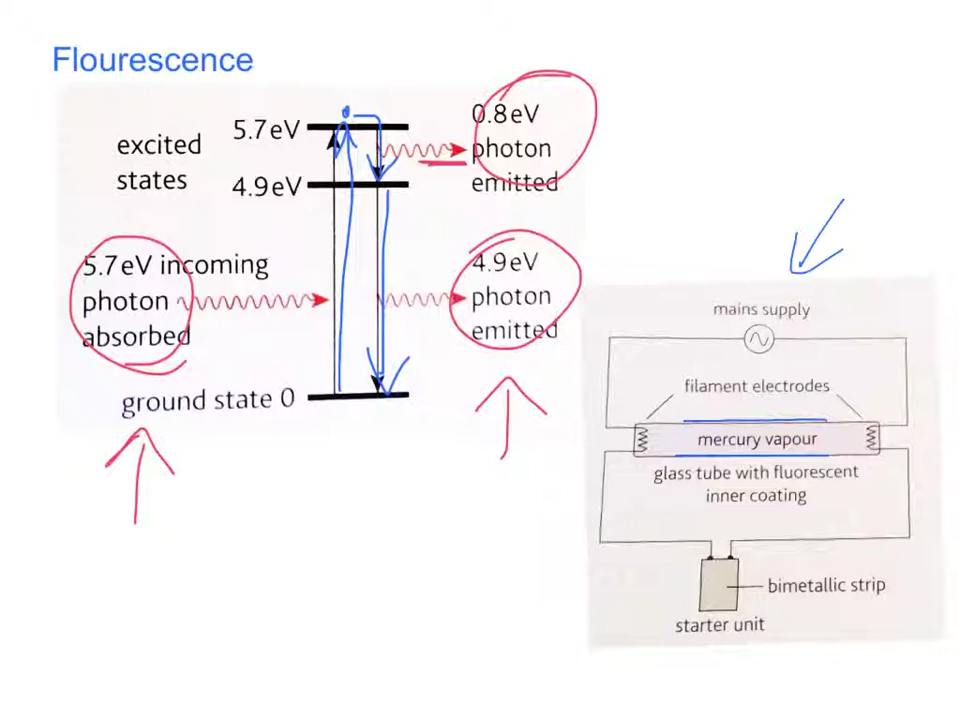 Flourescence
excited
states
5.7eV
4.9eV
0.8eV
photon
emitted
5.7eV incoming
photon
absorbed
4.9eV
photon
emitted
ground state 0
mains supply
filament electrodes
mercury vapour
glass tube with fluorescent
inner coating
bimetallic strip
starter unit